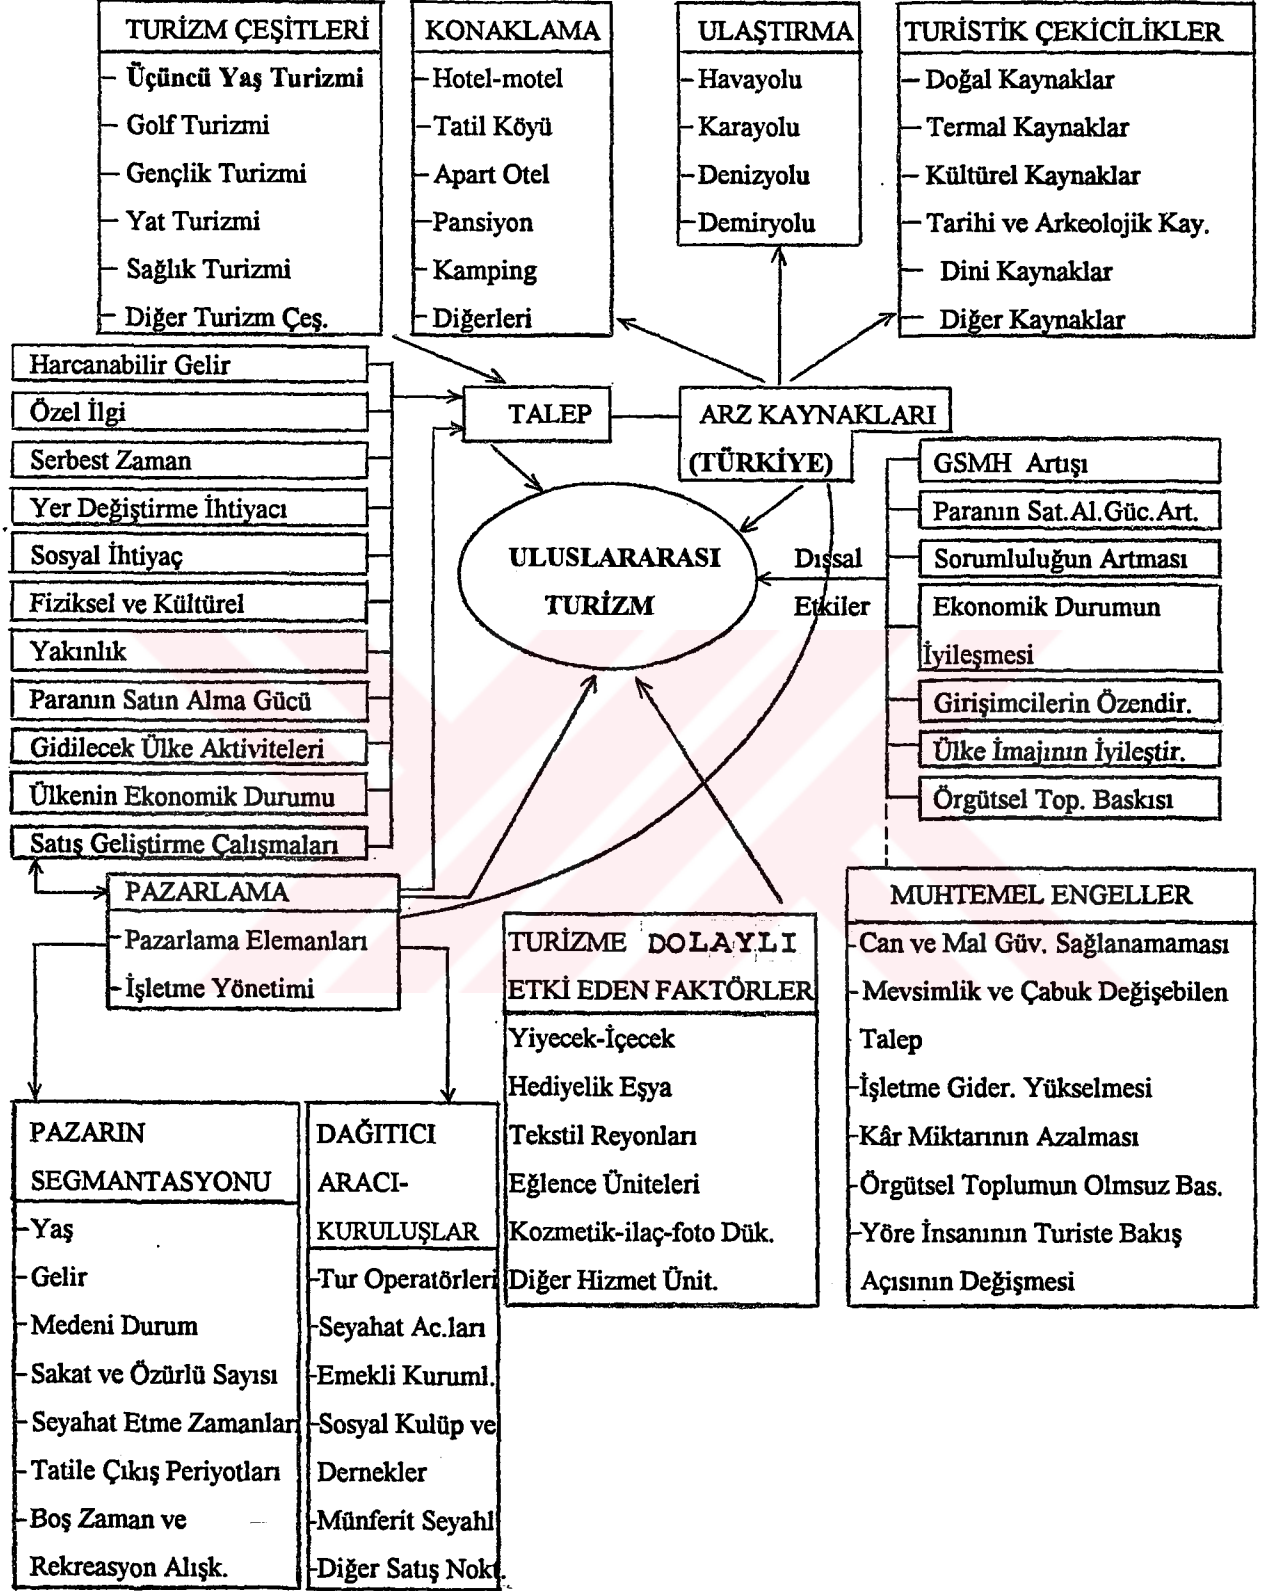 TURİZM ÇEŞİTLERİ
- Üçüncü Yaş Turizmi
- Golf Turizmi
- Gençlik Turizmi
- Yat Turizmi
- Sağlık Turizmi
- Diğer Turizm Çeş.
KONAKLAMA
-Hotel-motel
-Tatil Köyü
-Apart Otel
-Pansiyon
-Kamping
-Diğerleri
ULAŞTIRMA
-Havayolu
-Karayolu
-Denizyolu
-Demiryolu
TURİSTİK ÇEKİCİLİKLER
- Doğal Kaynaklar
- Termal Kaynaklar
- Kültürel Kaynaklar
- Tarihi ve Arkeolojik Kay.
- Dini Kaynaklar
- Diğer Kaynaklar
Harcanabilir Gelir
Özel İlgi
Serbest Zaman
Yer Değiştirme İhtiyacı
Sosyal İhtiyaç
Fiziksel ve Kültürel
Yakınlık
Paranın Satın Alma Gücü
Gidilecek Ülke Aktiviteleri
Ülkenin Ekonomik Durumu
Satış Geliştirme Çalışmaları
TALEP
ARZ KAYNAKLARI
(TÜRKİYE)
ULUSLARARASI
TURİZM
Dışsal
Etkiler
GSMH Artışı
Paranın Sat.Al.Güc.Art.
Sorumluluğun Artması
Ekonomik Durumun
İyileşmesi
Girişimcilerin Özendir.
Ülke İmajının İyileştir.
Örgütsel Top. Baskısı
PAZARLAMA
-Pazarlama Elemanları
-İşletme Yönetimi
TURİZME DOLAYLI
ETKİ EDEN FAKTÖRLER
Yiyecek-İçecek
Hediyelik Eşya
Tekstil Reyonları
Eğlence Üniteleri
Kozmetik-ilaç-foto Dük.
Diğer Hizmet Ünit.
MUHTEMEL ENGELLER
-Can ve Mal Güv. Sağlanamaması
-Mevsimlik ve Çabuk Değişebilen
Talep
-İşletme Gider. Yükselmesi
-Kâr Miktarının Azalması
-Örgütsel Toplumun Olmsuz Bas.
-Yöre İnsanının Turiste Bakış
Açısının Değişmesi
PAZARIN
SEGMANTASYONU
-Yaş
-Gelir
-Medeni Durum
-Sakat ve Özürlü Sayısı
-Seyahat Etme Zamanları
-Tatile Çıkış Periyotları
-Boş Zaman ve
Rekreasyon Alışk.
DAĞITICI
ARACI-
KURULUŞLAR
-Tur Operatörleri
-Seyahat Ac.ları
-Emekli Kuruml.
-Sosyal Kulüp ve
Dernekler
-Münferit Seyahl
-Diğer Satış Nokt.